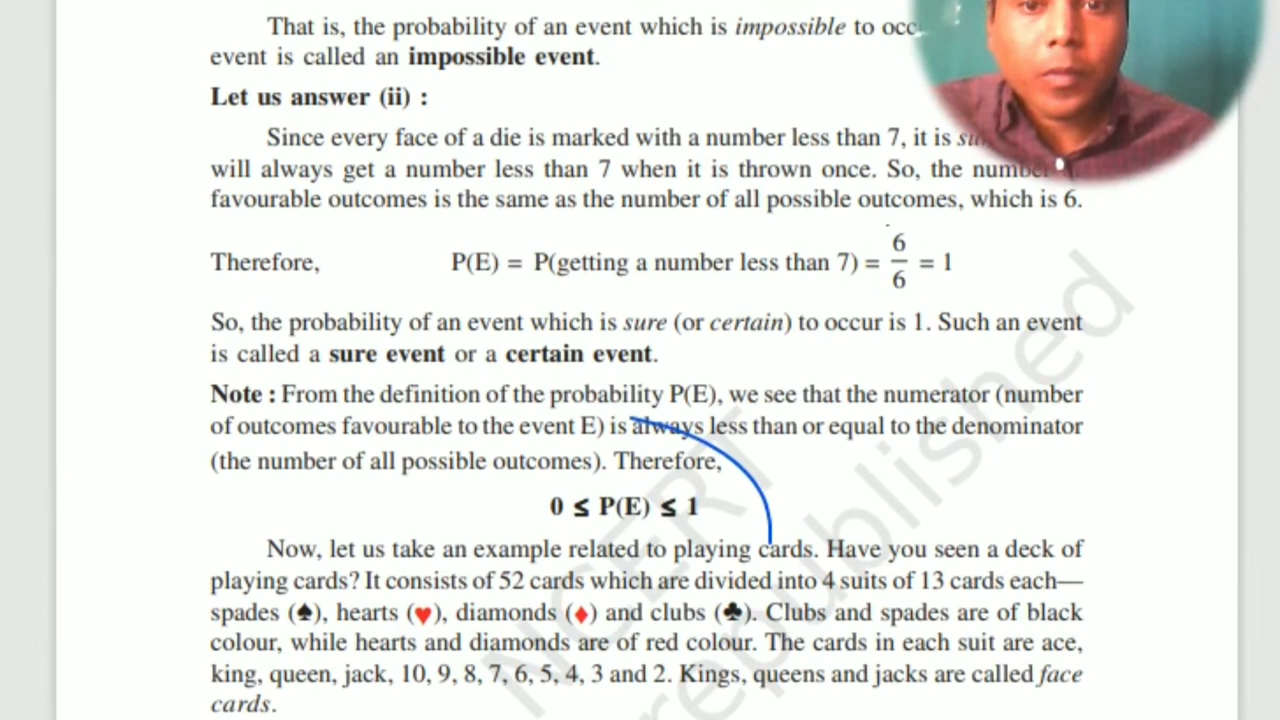 That is, the probability of an event which is impossible to occ
event is called an impossible event.
Let us answer (ii) :
Since every face of a die is marked with a number less than 7, it is
will always get a number less than 7 when it is thrown once. So, the number
favourable outcomes is the same as the number of all possible outcomes, which is 6.
Therefore, P(E) = P(getting a number less than 7) = 6/6 = 1
So, the probability of an event which is sure (or certain) to occur is 1. Such an event
is called a sure event or a certain event.
Note : From the definition of the probability P(E), we see that the numerator (number
of outcomes favourable to the event E) is always less than or equal to the denominator
(the number of all possible outcomes). Therefore,
0 ≤ P(E) ≤ 1
Now, let us take an example related to playing cards. Have you seen a deck of
playing cards? It consists of 52 cards which are divided into 4 suits of 13 cards each—
spades (♠), hearts (♥), diamonds (♦) and clubs (♣). Clubs and spades are of black
colour, while hearts and diamonds are of red colour. The cards in each suit are ace,
king, queen, jack, 10, 9, 8, 7, 6, 5, 4, 3 and 2. Kings, queens and jacks are called face
cards.
NCERT
republished